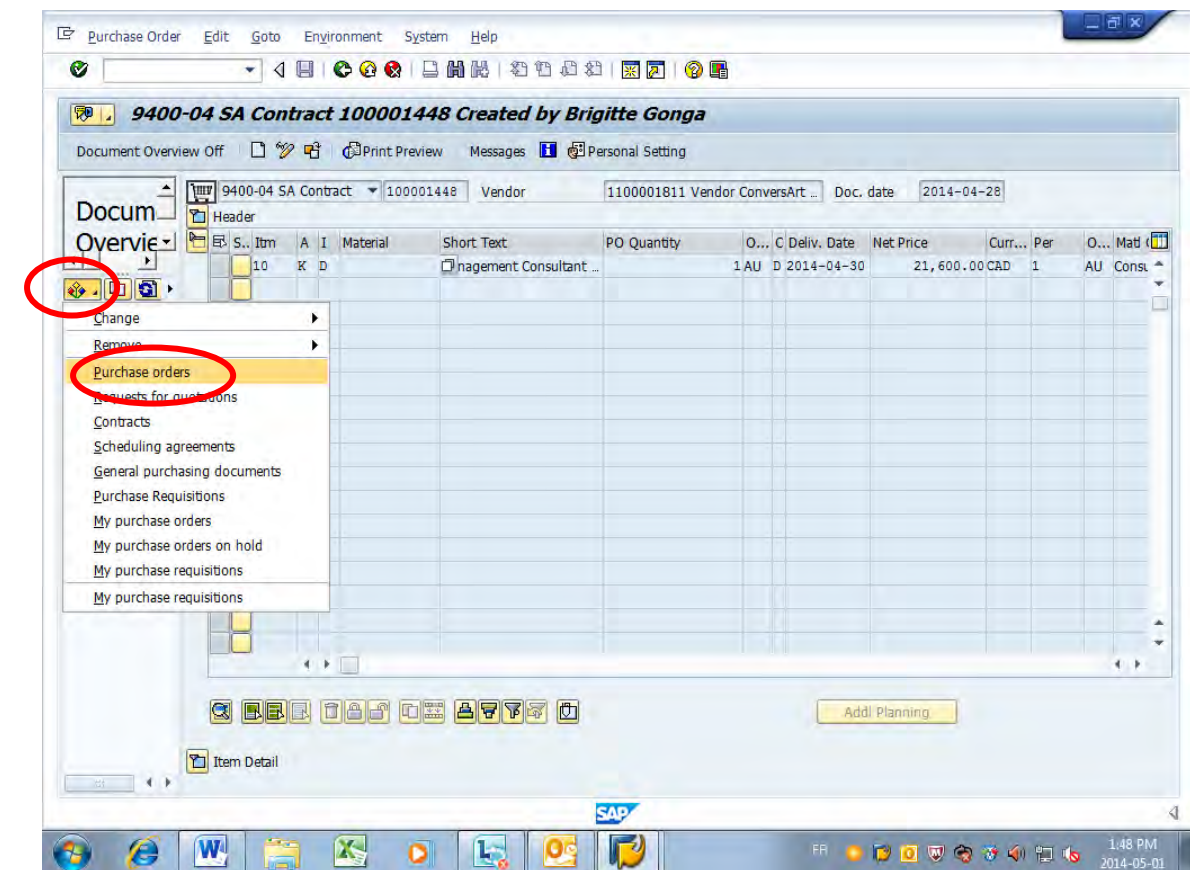 Purchase Order Edit Goto Environment System Help
9400-04 SA Contract 100001448 Created by Brigitte Gonga
Document Overview Off Print Preview Messages Personal Setting
9400-04 SA Contract 100001448 Vendor 1100001811 Vendor ConversArt ... Doc. date 2014-04-28
Docum
Overvie
Header
S.. Itm A I Material Short Text PO Quantity O... C Deliv. Date Net Price Curr... Per O... Matl (
10 K D nagement Consultant ... 1 AU D 2014-04-30 21,600.00 CAD 1 AU Consu
Change
Remove
Purchase orders
Requests for quotations
Contracts
Scheduling agreements
General purchasing documents
Purchase Requisitions
My purchase orders
My purchase orders on hold
My purchase requisitions
My purchase requisitions
Addl Planning
Item Detail
SAP
FR 1:48 PM
2014-05-01